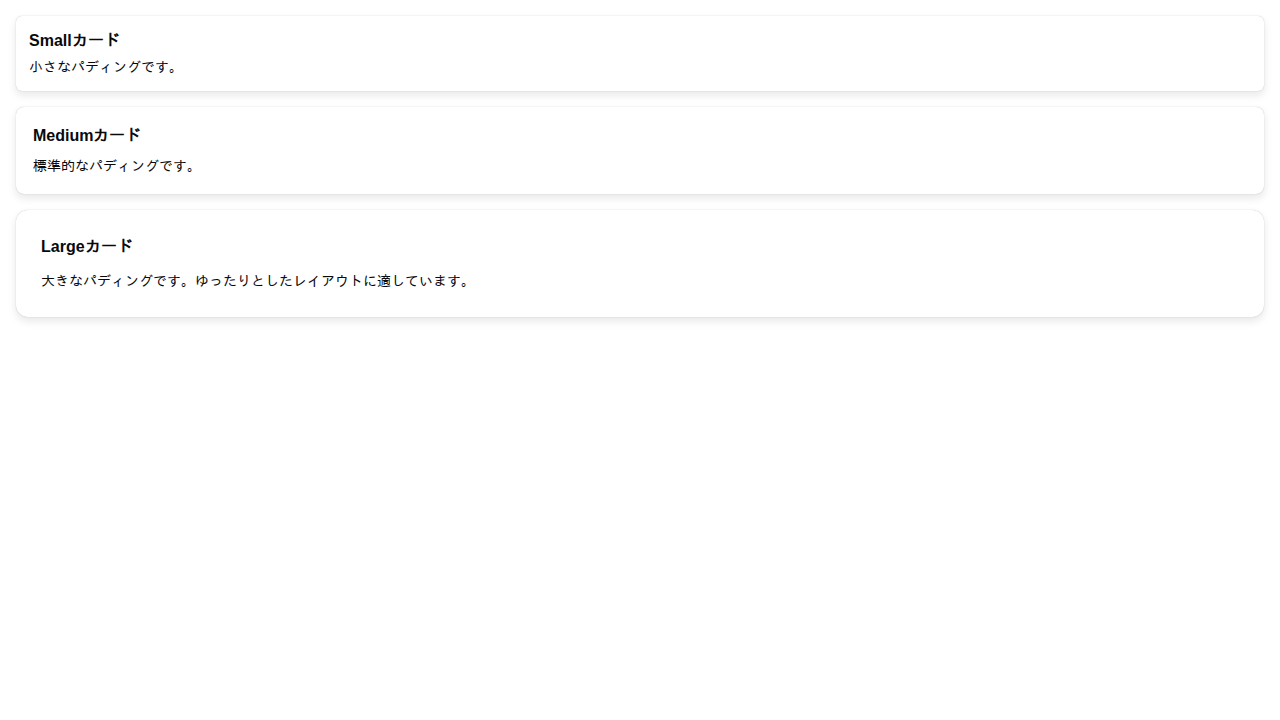 Smallカード
小さなパディングです。
Mediumカード
標準的なパディングです。
Largeカード
大きなパディングです。ゆったりとしたレイアウトに適しています。